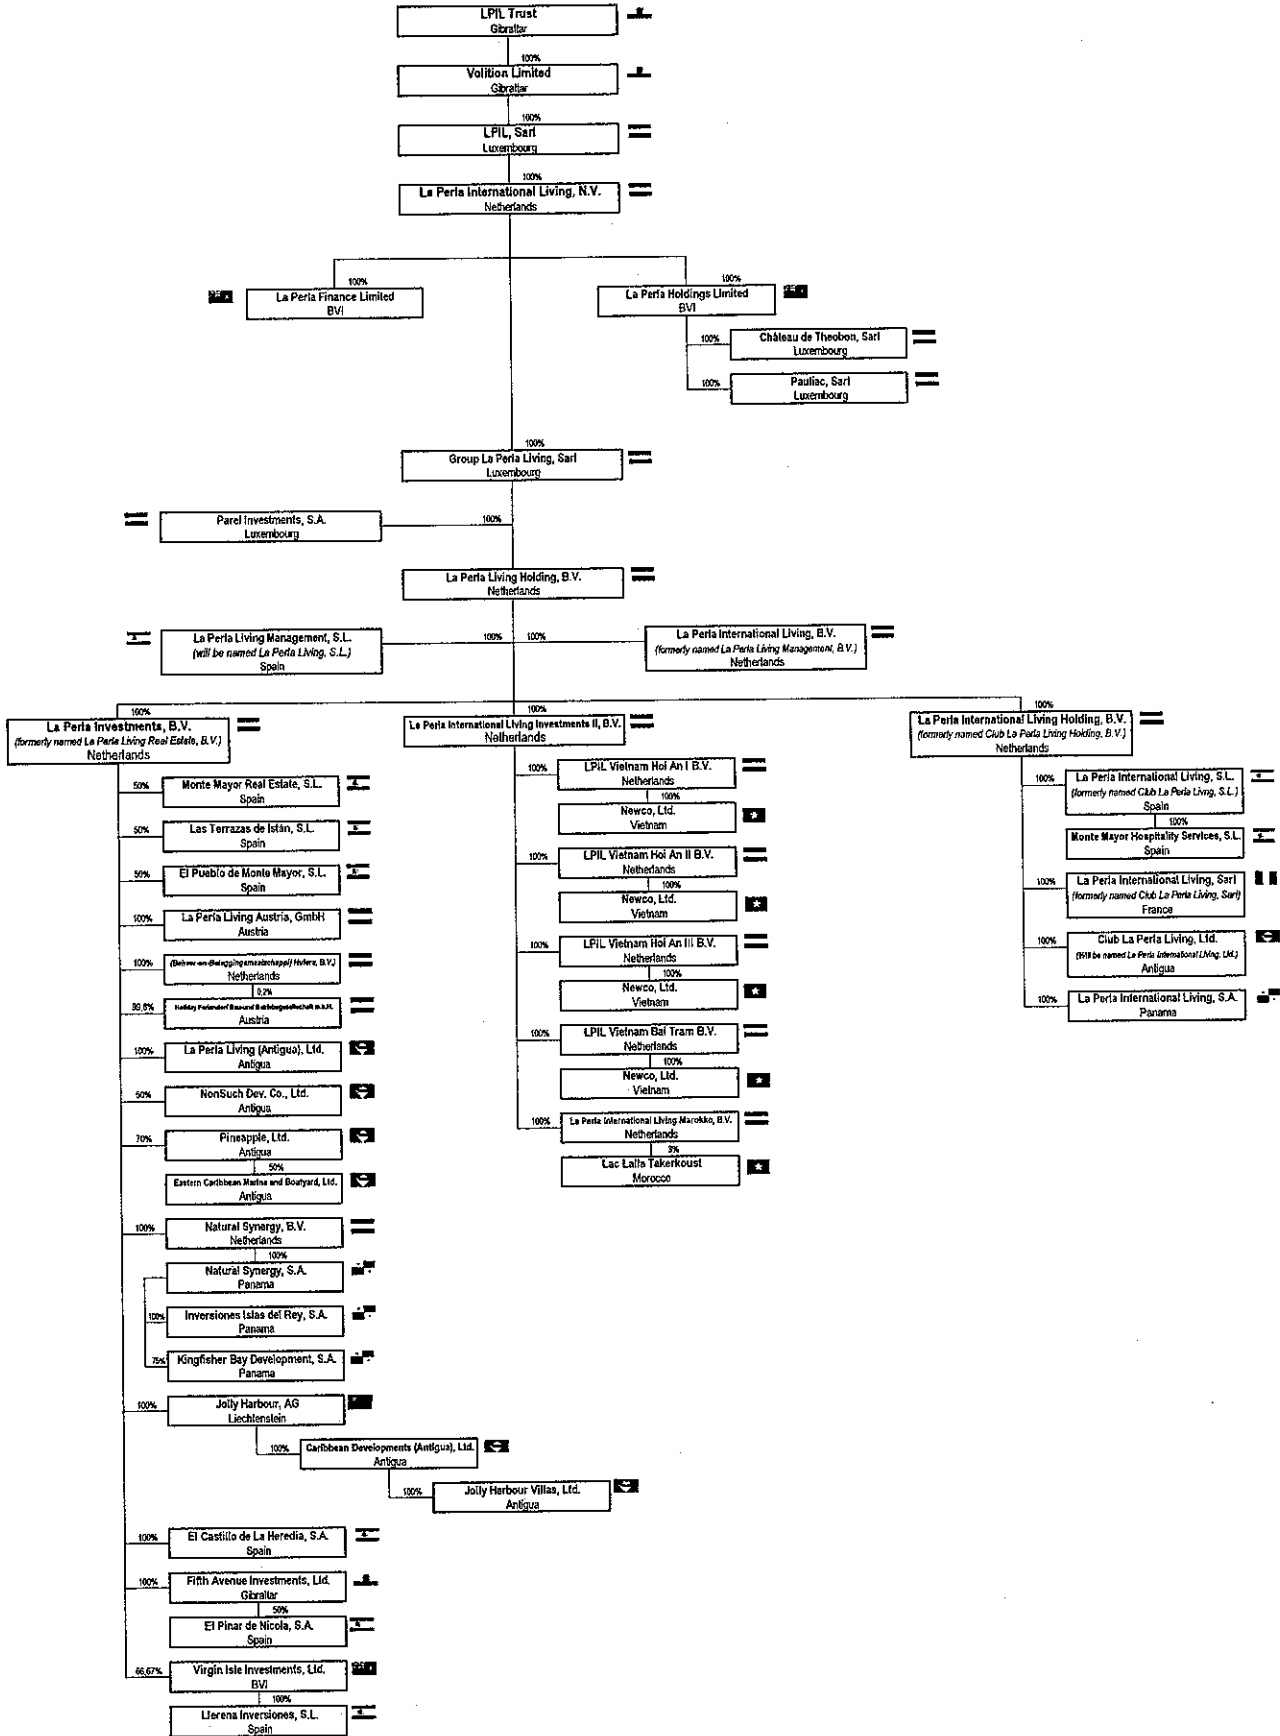 LPIL Trust
Gibraltar
100%
Volition Limited
Gibraltar
100%
LPIL, Sarl
Luxembourg
100%
La Perla International Living, N.V.
Netherlands
100%
La Perla Finance Limited
BVI
100%
La Perla Holdings Limited
BVI
100%
Château de Theobon, Sarl
Luxembourg
100%
Pauliac, Sarl
Luxembourg
100%
Group La Perla Living, Sarl
Luxembourg
Parel Investments, S.A.
Luxembourg
100%
La Perla Living Holding, B.V.
Netherlands
La Perla Living Management, S.L.
(will be named La Perla Living, S.L.)
Spain
100%
100%
La Perla International Living, B.V.
(formerly named La Perla Living Management, B.V.)
Netherlands
100%
La Perla Investments, B.V.
(formerly named La Perla Living Real Estate, B.V.)
Netherlands
50%
Monte Mayor Real Estate, S.L.
Spain
50%
Las Terrazas de Istán, S.L.
Spain
50%
El Pueblo de Monte Mayor, S.L.
Spain
100%
La Perla Living Austria, GmbH
Austria
100%
Netherlands
0,2%
99,8%
Austria
100%
La Perla Living (Antigua), Ltd.
Antigua
50%
NonSuch Dev. Co., Ltd.
Antigua
70%
Pineapple, Ltd.
Antigua
50%
Eastern Caribbean Marina and Boatyard, Ltd.
Antigua
100%
Natural Synergy, B.V.
Netherlands
100%
Natural Synergy, S.A.
Panama
100%
Inversiones Islas del Rey, S.A.
Panama
75%
Kingfisher Bay Development, S.A.
Panama
100%
Jolly Harbour, AG
Liechtenstein
100%
Caribbean Developments (Antigua), Ltd.
Antigua
100%
Jolly Harbour Villas, Ltd.
Antigua
100%
El Castillo de La Heredia, S.A.
Spain
100%
Fifth Avenue Investments, Ltd.
Gibraltar
50%
El Pinar de Nicola, S.A.
Spain
66,67%
Virgin Isle Investments, Ltd.
BVI
100%
Llerena Inversiones, S.L.
Spain
100%
La Perla International Living Investments II, B.V.
Netherlands
100%
LPIL Vietnam Hoi An I B.V.
Netherlands
100%
Newco, Ltd.
Vietnam
100%
LPIL Vietnam Hoi An II B.V.
Netherlands
100%
Newco, Ltd.
Vietnam
100%
LPIL Vietnam Hoi An III B.V.
Netherlands
100%
Newco, Ltd.
Vietnam
100%
LPIL Vietnam Bai Tram B.V.
Netherlands
100%
Newco, Ltd.
Vietnam
100%
La Perla International Living Marokko, B.V.
Netherlands
3%
Lac Lalla Takerkoust
Morocco
100%
La Perla International Living Holding, B.V.
(formerly named Club La Perla Living Holding, B.V.)
Netherlands
100%
La Perla International Living, S.L.
(formerly named Club La Perla Living, S.L.)
Spain
100%
Monte Mayor Hospitality Services, S.L.
Spain
100%
La Perla International Living, Sarl
(formerly named Club La Perla Living, Sarl)
France
100%
Club La Perla Living, Ltd.
(Will be named La Perla International Living, Ltd.)
Antigua
100%
La Perla International Living, S.A.
Panama